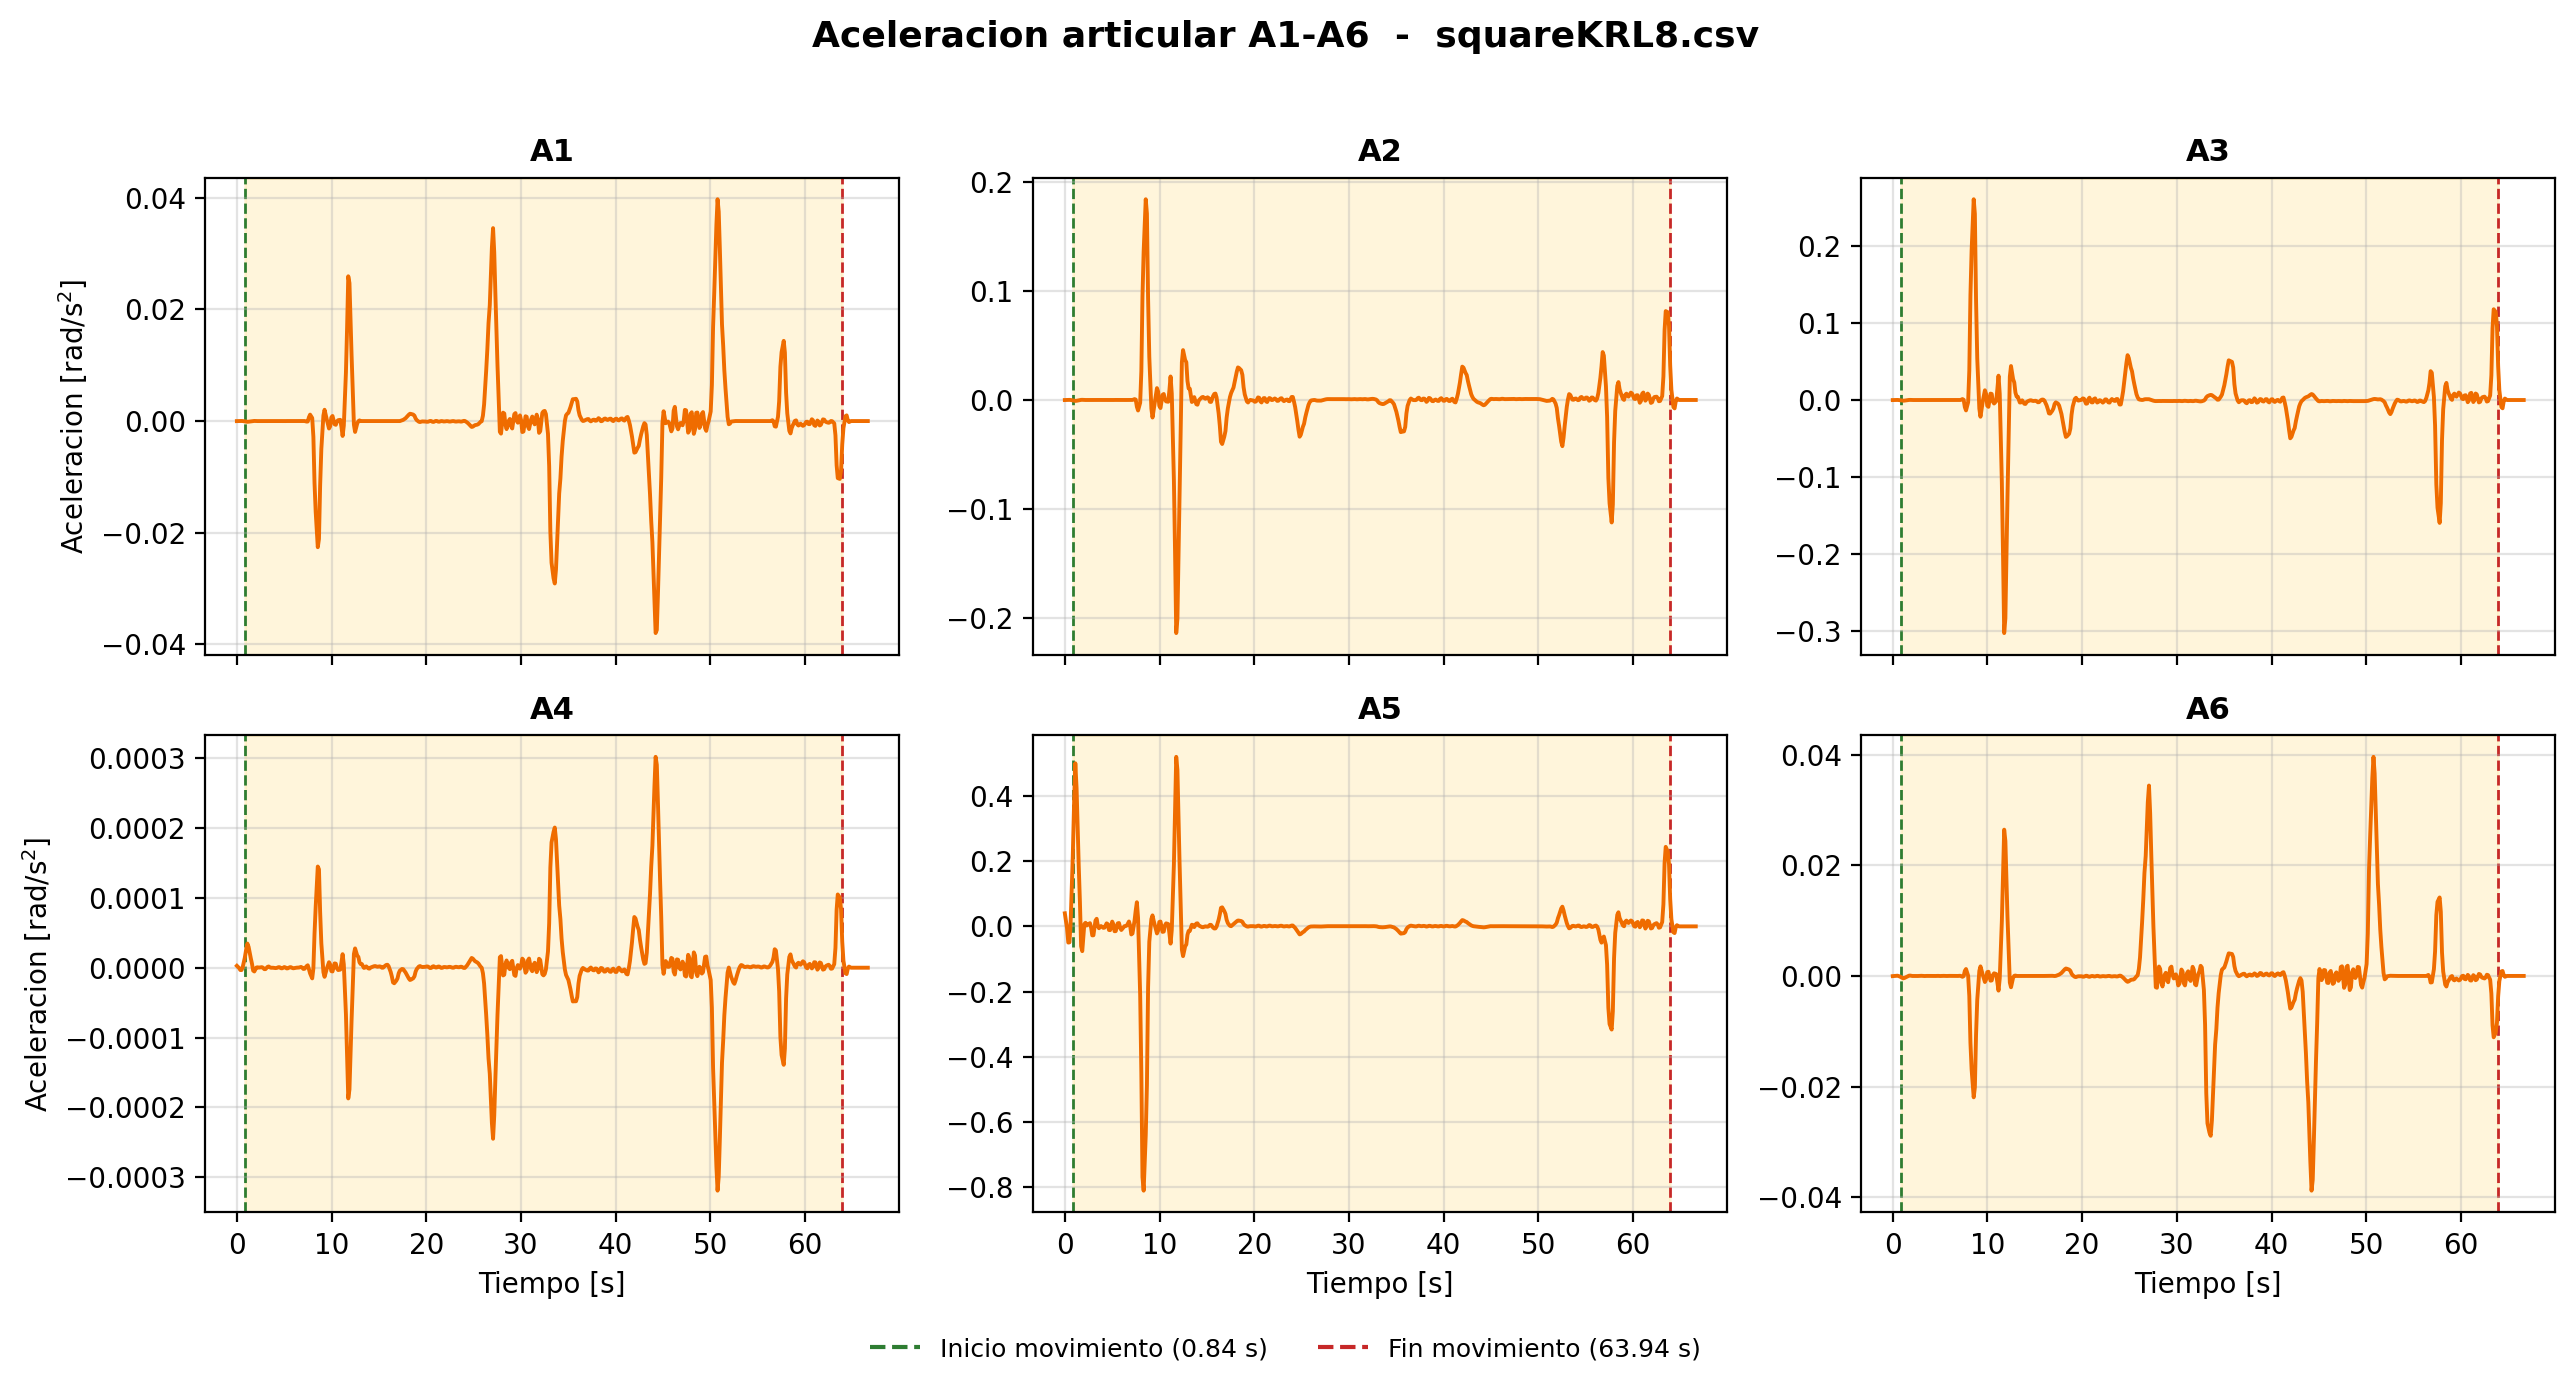 Aceleracion articular A1-A6 - squareKRL8.csv
A1
A2
A3
Aceleracion [rad/s²]
0.04
0.02
0.00
−0.02
−0.04
0.2
0.1
0.0
−0.1
−0.2
0.2
0.1
0.0
−0.1
−0.2
−0.3
A4
A5
A6
Aceleracion [rad/s²]
0.0003
0.0002
0.0001
0.0000
−0.0001
−0.0002
−0.0003
0.4
0.2
0.0
−0.2
−0.4
−0.6
−0.8
0.04
0.02
0.00
−0.02
−0.04
0 10 20 30 40 50 60
0 10 20 30 40 50 60
0 10 20 30 40 50 60
Tiempo [s]
Tiempo [s]
Tiempo [s]
Inicio movimiento (0.84 s)
Fin movimiento (63.94 s)